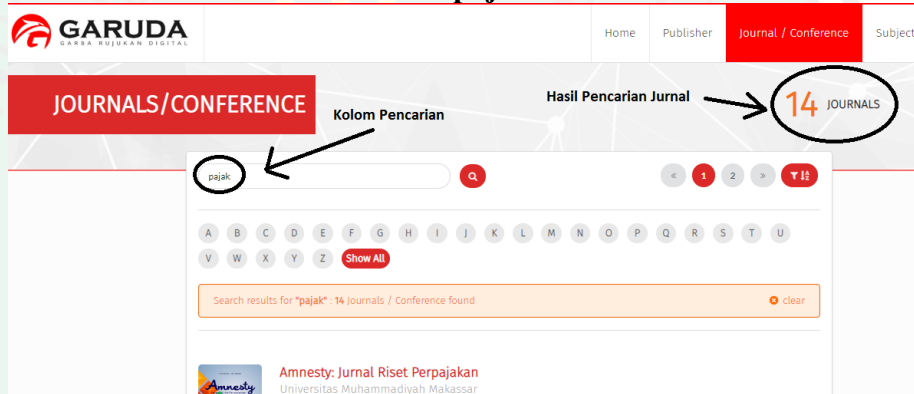 GARUDA
GARBA RUJUKAN DIGITAL
Home Publisher Journal / Conference Subject
JOURNALS/CONFERENCE
Kolom Pencarian
Hasil Pencarian Jurnal
14 JOURNALS
pajak
« 1 2 »
A B C D E F G H I J K L M N O P Q R S T U
V W X Y Z Show All
Search results for "pajak" : 14 Journals / Conference found
clear
Amnesty: Jurnal Riset Perpajakan
Amnesty
Universitas Muhammadiyah Makassar